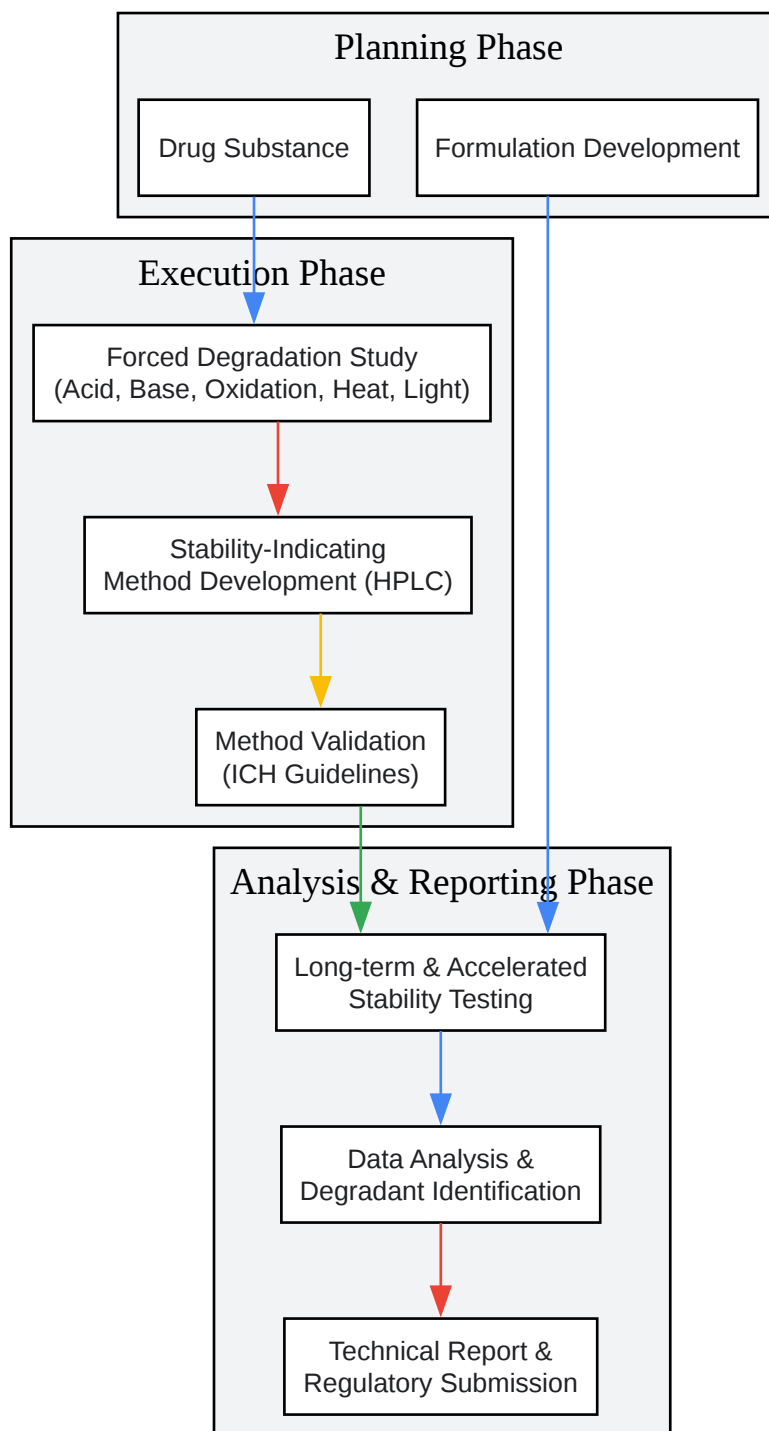 Planning Phase
Drug Substance
Formulation Development
Execution Phase
Forced Degradation Study
(Acid, Base, Oxidation, Heat, Light)
Stability-Indicating
Method Development (HPLC)
Method Validation
(ICH Guidelines)
Analysis & Reporting Phase
Long-term & Accelerated
Stability Testing
Data Analysis &
Degradant Identification
Technical Report &
Regulatory Submission